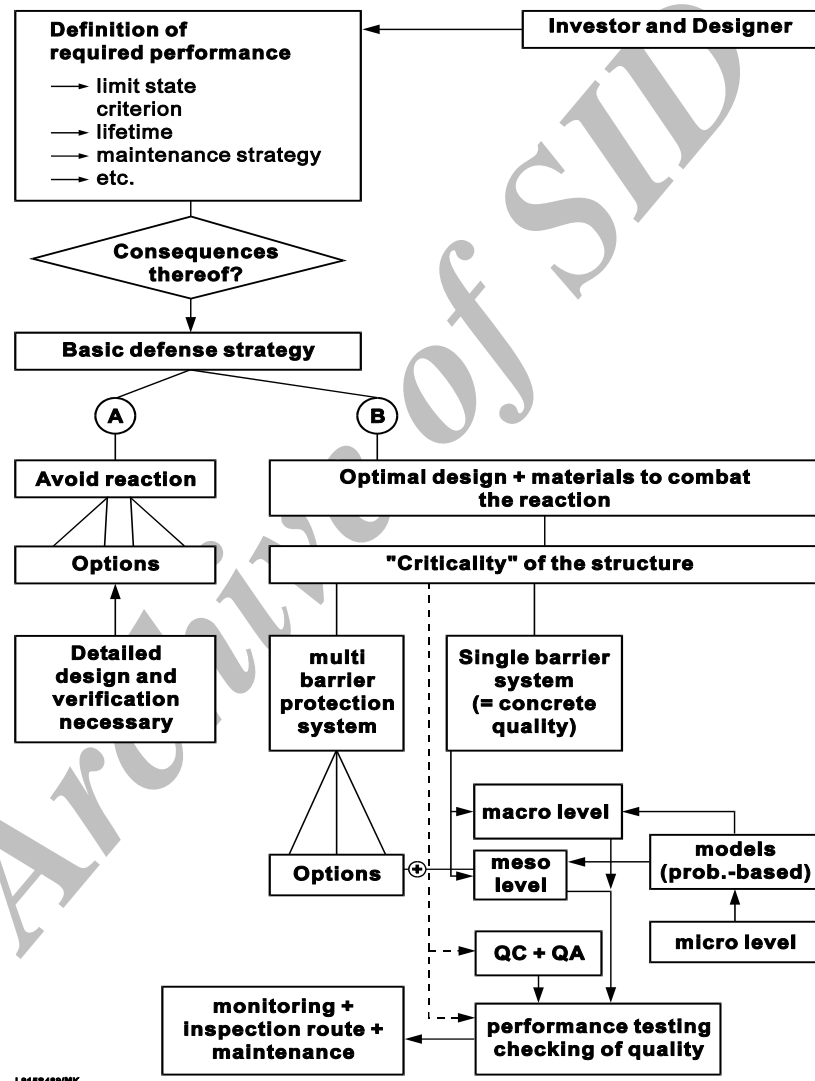 Definition of
required performance
limit state
criterion
lifetime
maintenance strategy
etc.
Investor and Designer
Consequences
thereof?
Basic defense strategy
A
B
Avoid reaction
Optimal design + materials to combat
the reaction
Options
"Criticality" of the structure
Detailed
design and
verification
necessary
multi
barrier
protection
system
Single barrier
system
(= concrete
quality)
macro level
models
(prob.-based)
Options
+
meso
level
micro level
QC + QA
monitoring +
inspection route +
maintenance
performance testing
checking of quality
Archive of SID